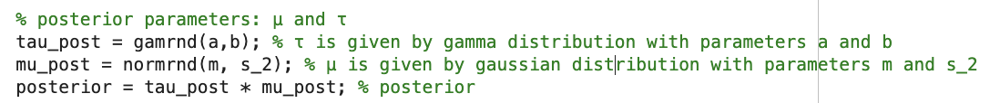 % posterior parameters: μ and τ
tau_post = gamrnd(a,b); % τ is given by gamma distribution with parameters a and b
mu_post = normrnd(m, s_2); % μ is given by gaussian distribution with parameters m and s_2
posterior = tau_post * mu_post; % posterior